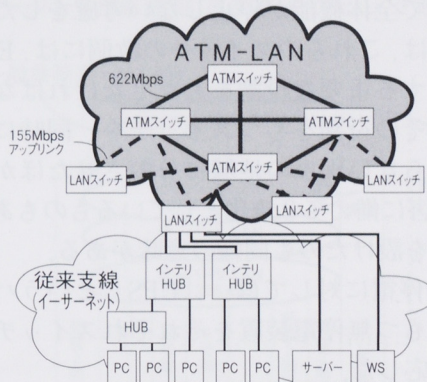 ATM-LAN
622Mbps
ATMスイッチ
ATMスイッチ
ATMスイッチ
155Mbps
アップリンク
ATMスイッチ
LANスイッチ
LANスイッチ
LANスイッチ
LANスイッチ
従来支線
(イーサーネット)
インテリ
HUB
インテリ
HUB
HUB
PC
PC
PC
PC
PC
サーバー
WS